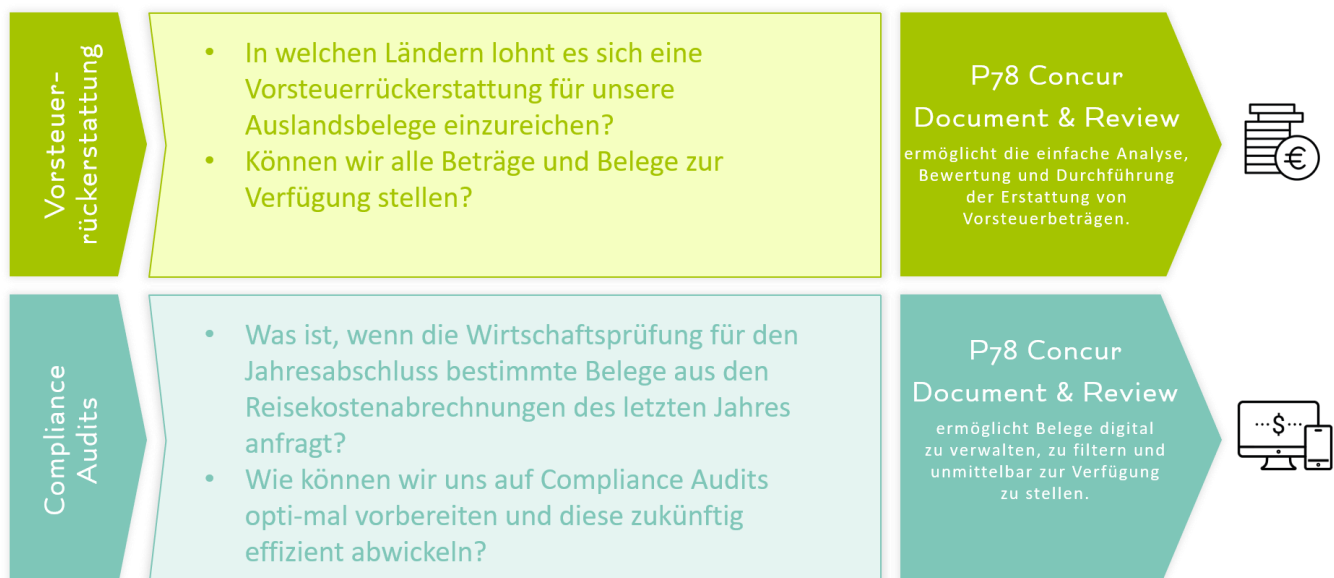 Vorsteuer-
rückerstattung
• In welchen Ländern lohnt es sich eine
Vorsteuerrückerstattung für unsere
Auslandsbelege einzureichen?
• Können wir alle Beträge und Belege zur
Verfügung stellen?
P78 Concur
Document & Review
ermöglicht die einfache Analyse,
Bewertung und Durchführung
der Erstattung von
Vorsteuerbeträgen.
€
Compliance
Audits
• Was ist, wenn die Wirtschaftsprüfung für den
Jahresabschluss bestimmte Belege aus den
Reisekostenabrechnungen des letzten Jahres
anfragt?
• Wie können wir uns auf Compliance Audits
opti-mal vorbereiten und diese zukünftig
effizient abwickeln?
P78 Concur
Document & Review
ermöglicht Belege digital
zu verwalten, zu filtern und
unmittelbar zur Verfügung
zu stellen.
$